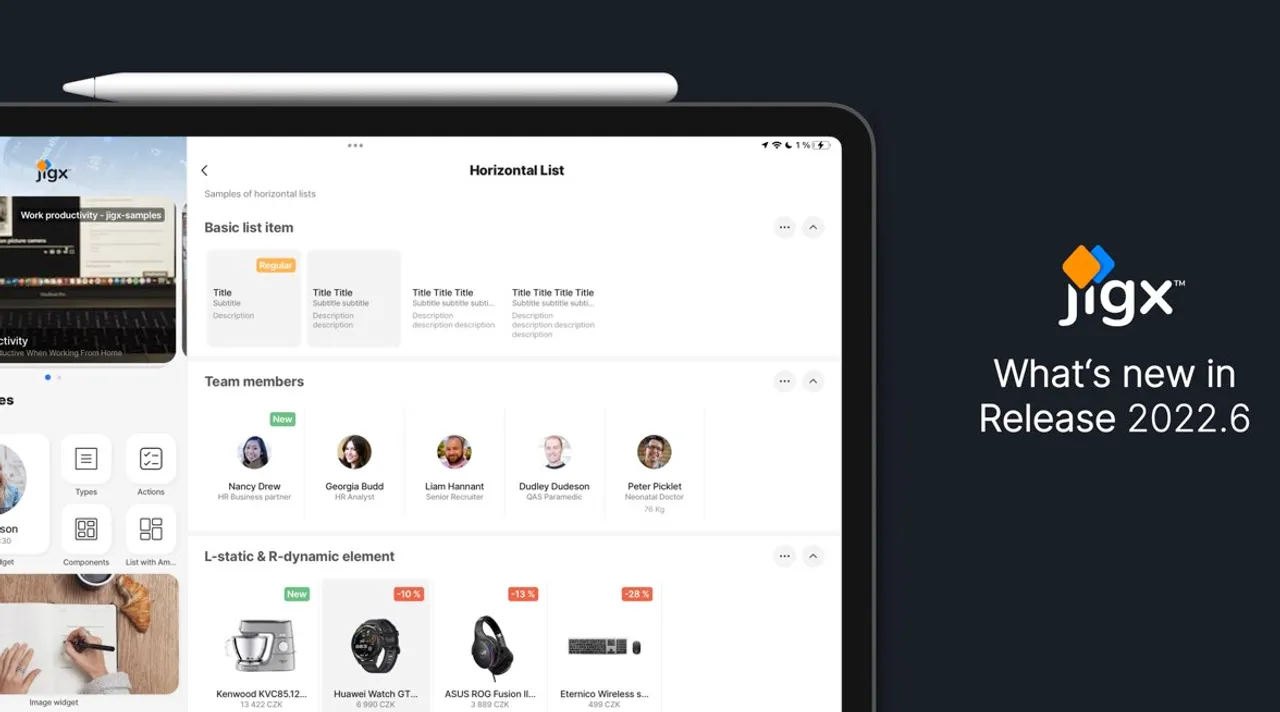 jigx
Work productivity - jigx-samples
ctivity
ductive When Working From Home
es
son
:30
dget
Types
Actions
Components
List with Am...
Image widget
1 %
Horizontal List
Samples of horizontal lists
Basic list item
Regular
Title
Subtitle
Description
Title Title
Subtitle subtitle
Description
description
Title Title Title
Subtitle subtitle subti...
Description
description description
Title Title Title Title
Subtitle subtitle subti...
Description
description description
description
Team members
New
Nancy Drew
HR Business partner
Georgia Budd
HR Analyst
Liam Hannant
Senior Recruiter
Dudley Dudeson
QAS Paramedic
Peter Picklet
Neonatal Doctor
76 Kg
L-static & R-dynamic element
New
Kenwood KVC85.12...
13 422 CZK
-10 %
Huawei Watch GT...
6 990 CZK
-13 %
ASUS ROG Fusion II...
3 889 CZK
-28 %
Eternico Wireless s...
499 CZK
jigx™
What‘s new in
Release 2022.6